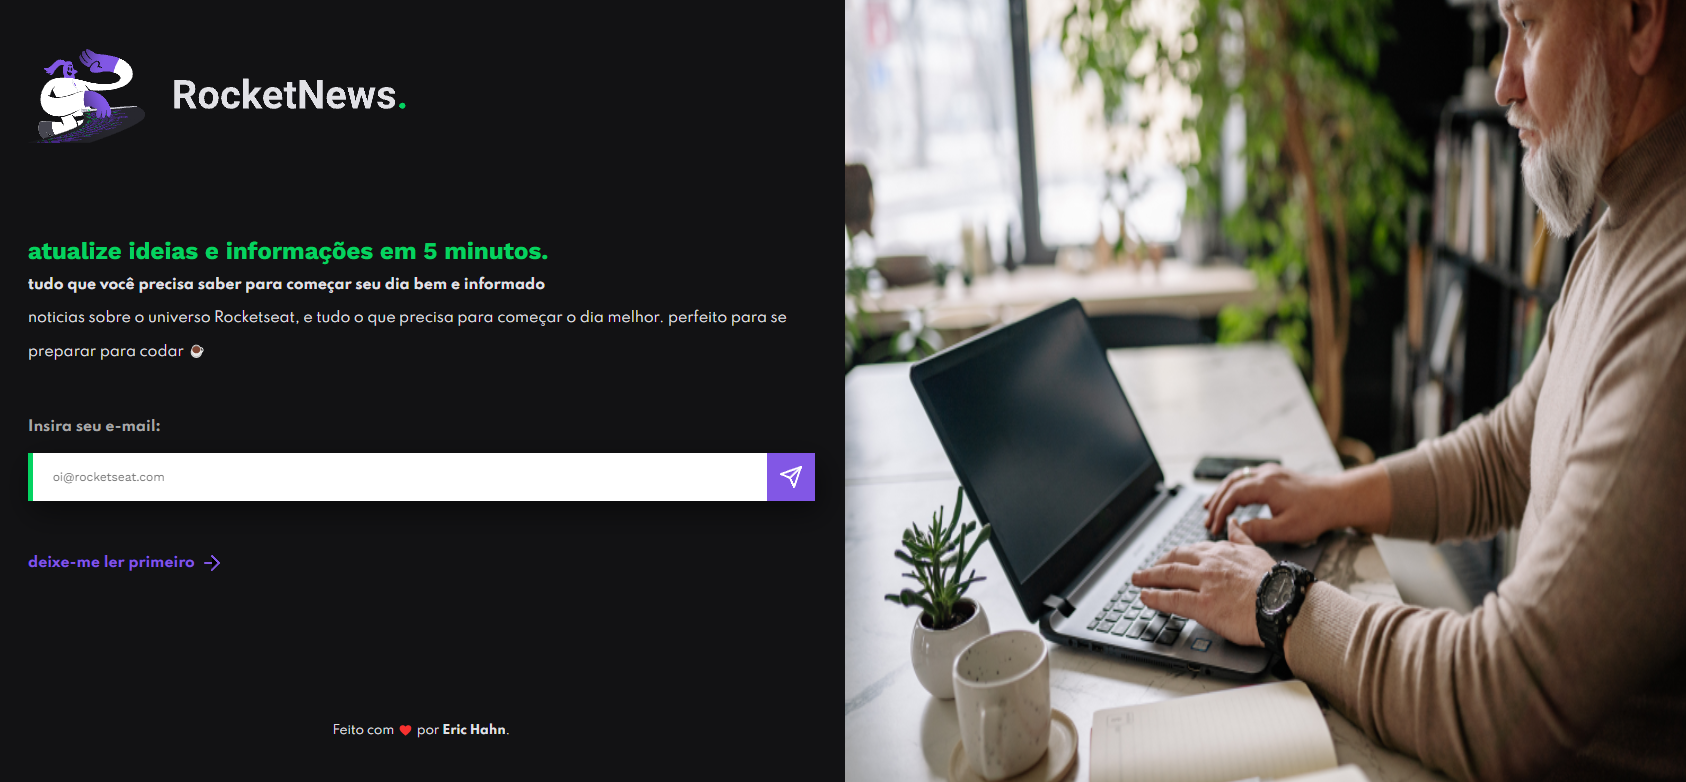 RocketNews.
atualize ideias e informações em 5 minutos.
tudo que você precisa saber para começar seu dia bem e informado
noticias sobre o universo Rocketseat, e tudo o que precisa para começar o dia melhor. perfeito para se
preparar para codar ☕
Insira seu e-mail:
oi@rocketseat.com
deixe-me ler primeiro →
Feito com ❤ por Eric Hahn.